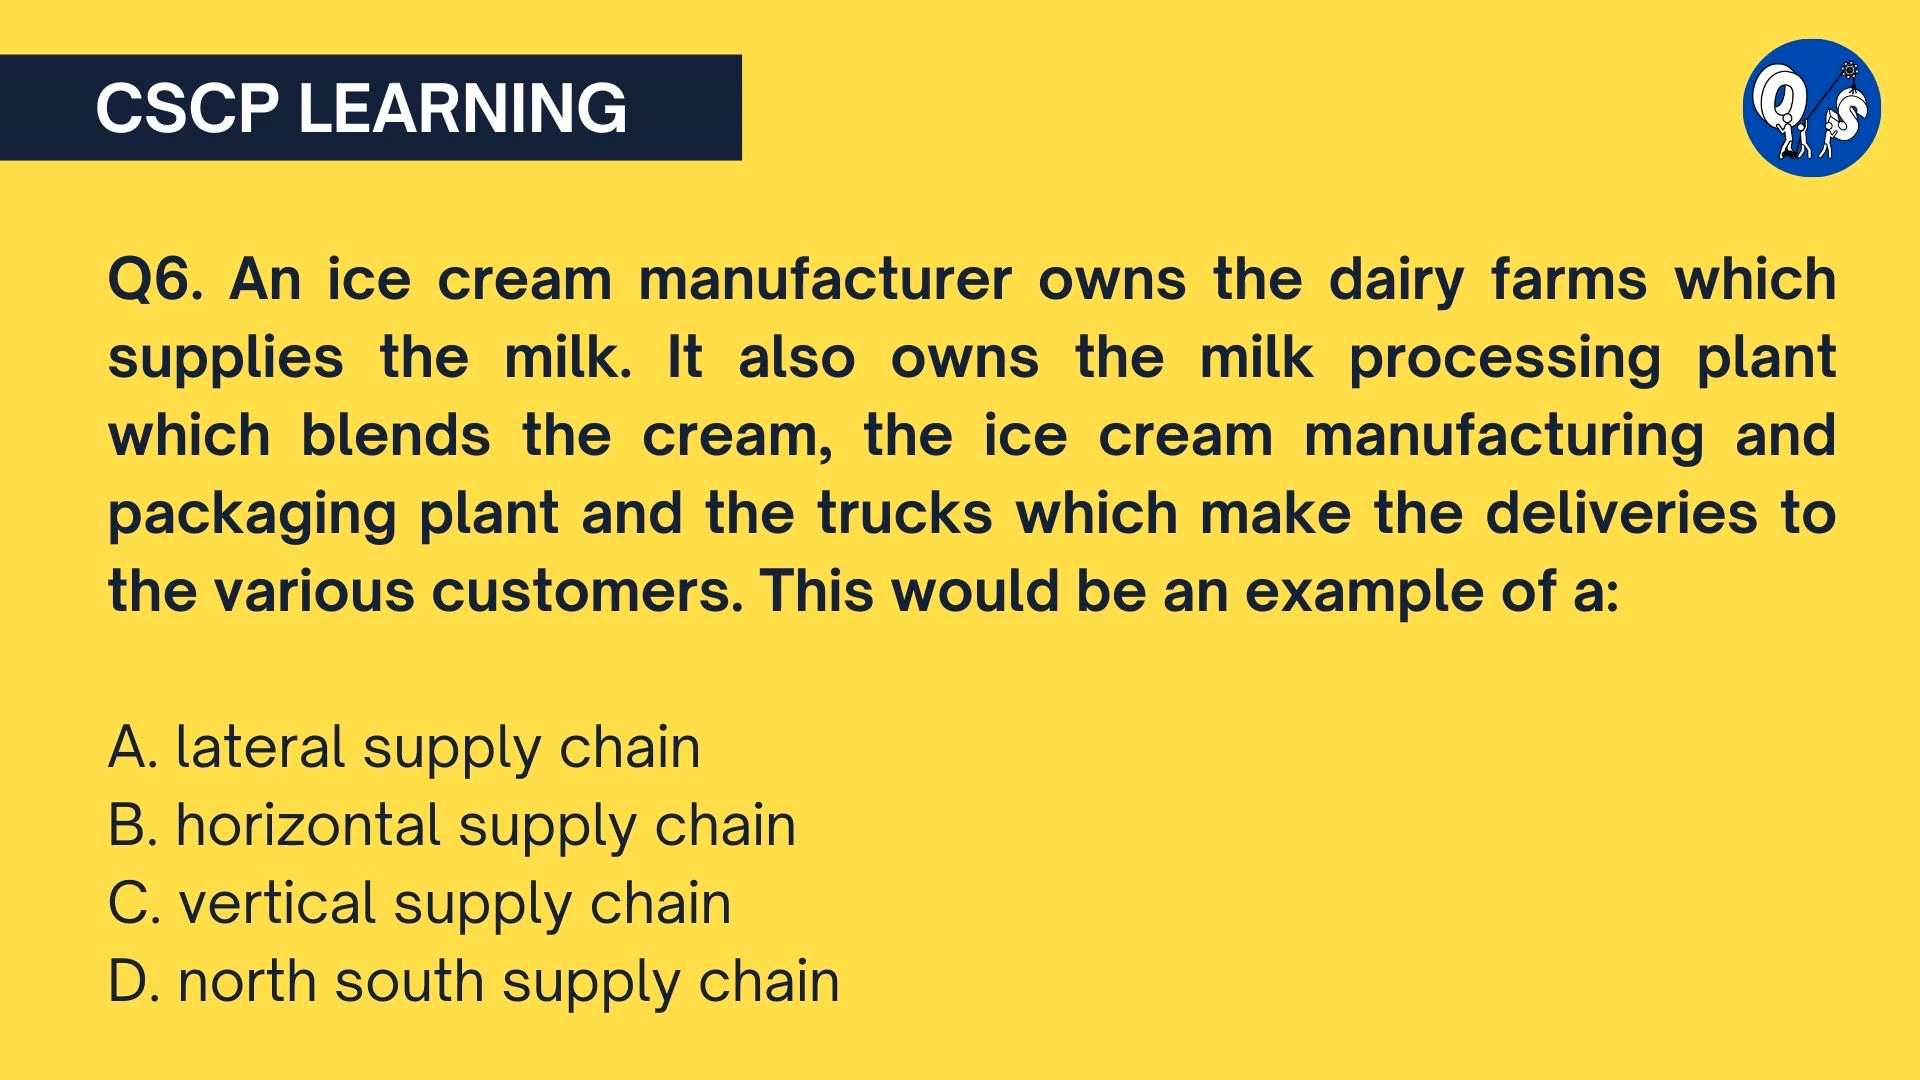 CSCP LEARNING
Q S
Q6. An ice cream manufacturer owns the dairy farms which
supplies the milk. It also owns the milk processing plant
which blends the cream, the ice cream manufacturing and
packaging plant and the trucks which make the deliveries to
the various customers. This would be an example of a:
A. lateral supply chain
B. horizontal supply chain
C. vertical supply chain
D. north south supply chain